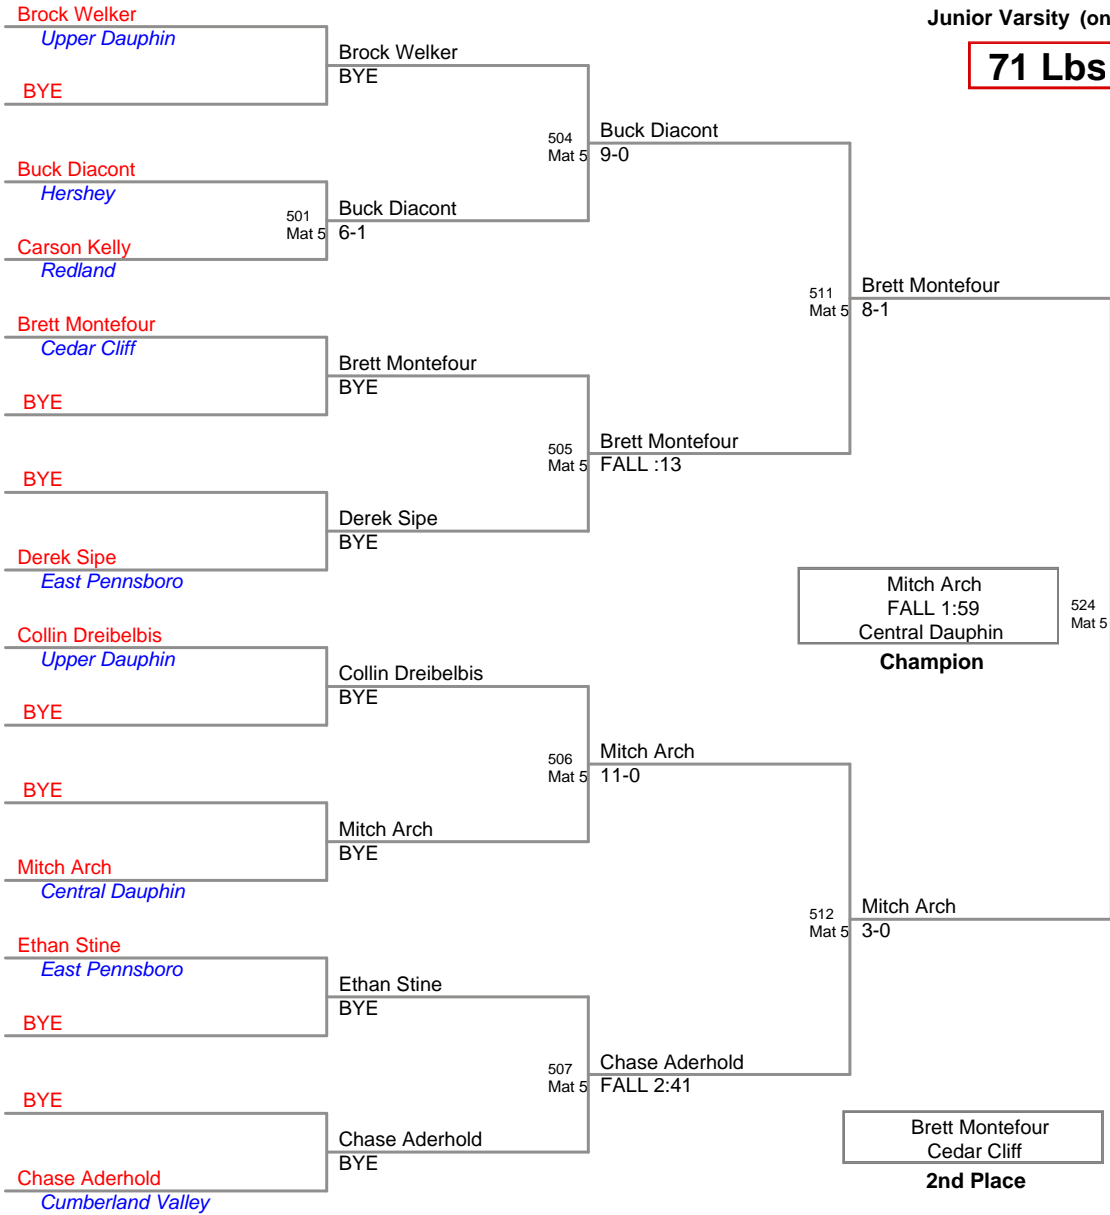 Brock Welker
Upper Dauphin
BYE
Buck Diacont
Hershey
501
Mat 5
Carson Kelly
Redland
Brett Montefour
Cedar Cliff
BYE
BYE
Derek Sipe
East Pennsboro
Collin Dreibelbis
Upper Dauphin
BYE
BYE
Mitch Arch
Central Dauphin
Ethan Stine
East Pennsboro
BYE
BYE
Chase Aderhold
Cumberland Valley
Brock Welker
BYE
504
Mat 5
Buck Diacont
6-1
Brett Montefour
BYE
505
Mat 5
Derek Sipe
BYE
Collin Dreibelbis
BYE
506
Mat 5
Mitch Arch
BYE
Ethan Stine
BYE
507
Mat 5
Chase Aderhold
BYE
Buck Diacont
9-0
511
Mat 5
Brett Montefour
FALL :13
Mitch Arch
11-0
512
Mat 5
Chase Aderhold
FALL 2:41
Junior Varsity (on
71 Lbs
Brett Montefour
8-1
Mitch Arch
FALL 1:59
Central Dauphin
Champion
524
Mat 5
Mitch Arch
3-0
Brett Montefour
Cedar Cliff
2nd Place